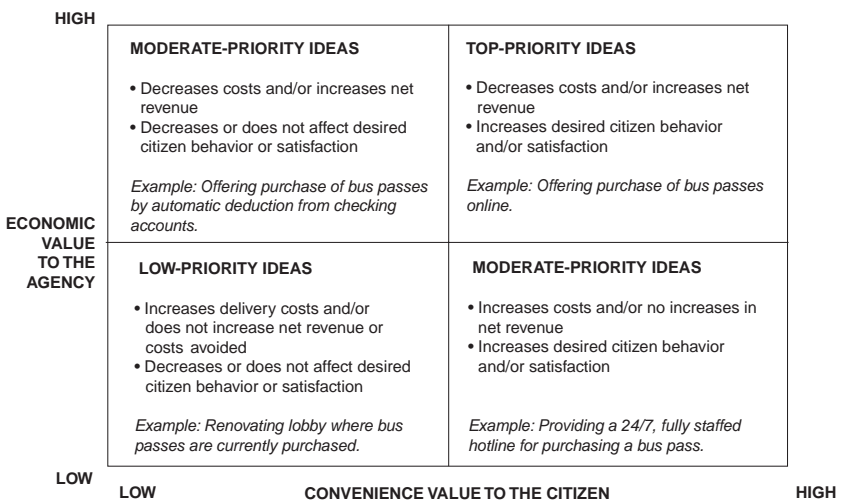 HIGH
MODERATE-PRIORITY IDEAS
• Decreases costs and/or increases net
revenue
• Decreases or does not affect desired
citizen behavior or satisfaction
Example: Offering purchase of bus passes
by automatic deduction from checking
accounts.
TOP-PRIORITY IDEAS
• Decreases costs and/or increases net
revenue
• Increases desired citizen behavior
and/or satisfaction
Example: Offering purchase of bus passes
online.
ECONOMIC
VALUE
TO THE
AGENCY
LOW-PRIORITY IDEAS
• Increases delivery costs and/or
does not increase net revenue or
costs avoided
• Decreases or does not affect desired
citizen behavior or satisfaction
Example: Renovating lobby where bus
passes are currently purchased.
MODERATE-PRIORITY IDEAS
• Increases costs and/or no increases in
net revenue
• Increases desired citizen behavior
and/or satisfaction
Example: Providing a 24/7, fully staffed
hotline for purchasing a bus pass.
LOW
LOW
CONVENIENCE VALUE TO THE CITIZEN
HIGH